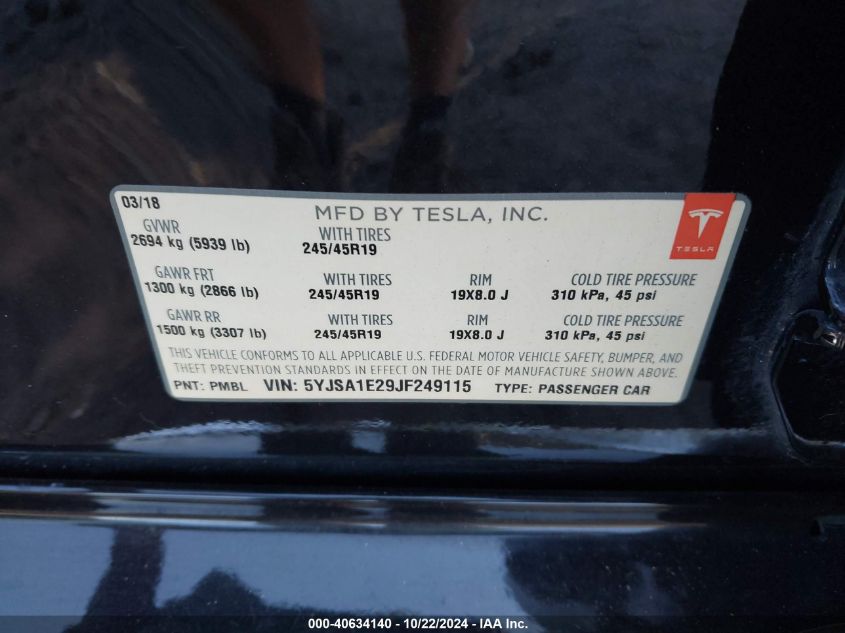 03/18 MFD BY TESLA, INC.
GVWR WITH TIRES
2694 kg (5939 lb) 245/45R19
TESLA
GAWR FRT WITH TIRES RIM COLD TIRE PRESSURE
1300 kg (2866 lb) 245/45R19 19X8.0 J 310 kPa, 45 psi
GAWR RR WITH TIRES RIM COLD TIRE PRESSURE
1500 kg (3307 lb) 245/45R19 19X8.0 J 310 kPa, 45 psi
THIS VEHICLE CONFORMS TO ALL APPLICABLE U.S. FEDERAL MOTOR VEHICLE SAFETY, BUMPER, AND
THEFT PREVENTION STANDARDS IN EFFECT ON THE DATE OF MANUFACTURE SHOWN ABOVE.
PNT: PMBL VIN: 5YJSA1E29JF249115 TYPE: PASSENGER CAR
000-40634140 - 10/22/2024 - IAA Inc.